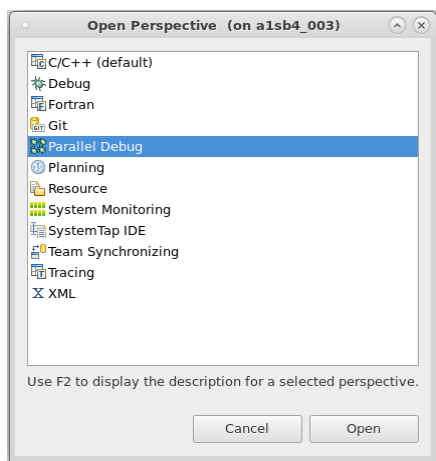 Open Perspective (on a1sb4_003)
C/C++ (default)
Debug
Fortran
Git
Parallel Debug
Planning
Resource
System Monitoring
SystemTap IDE
Team Synchronizing
Tracing
XML
Use F2 to display the description for a selected perspective.
Cancel Open